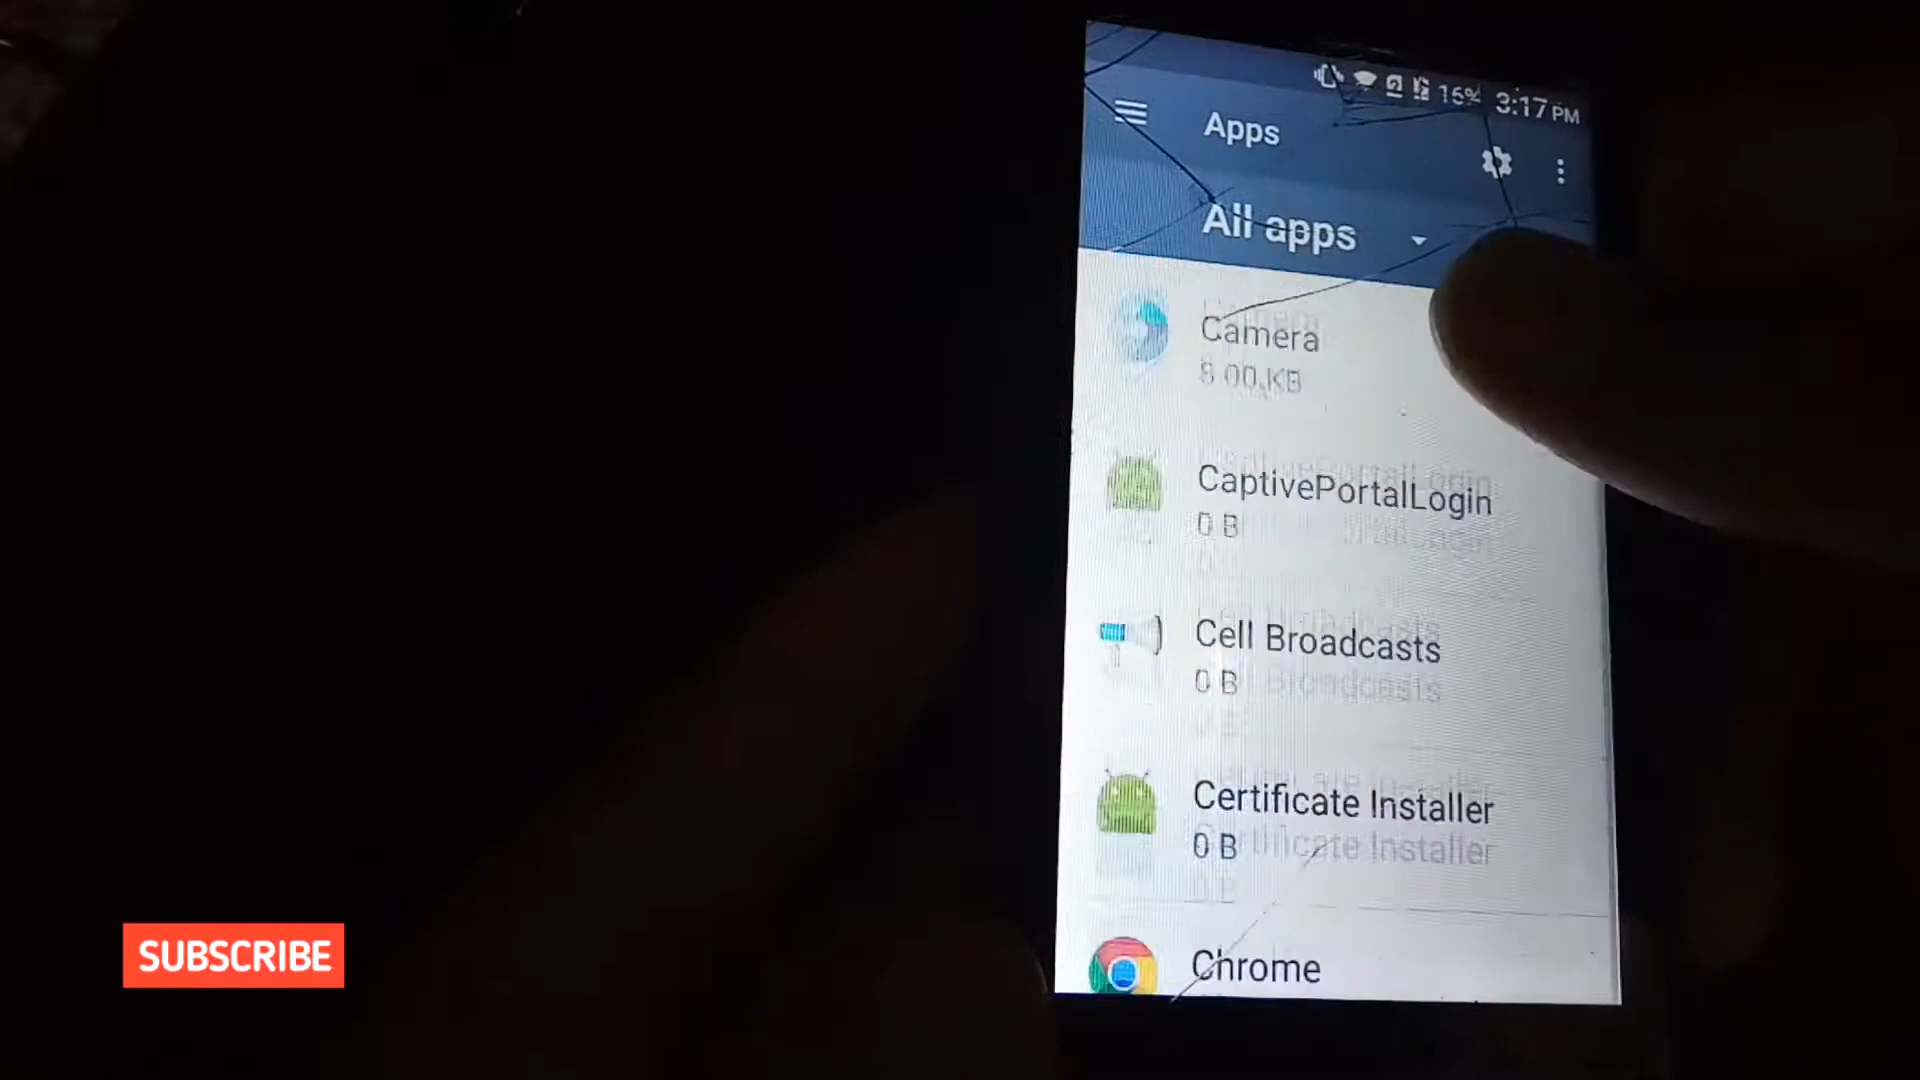 16% 3:17 PM
Apps
All apps
Camera
8.00 KB
CaptivePortalLogin
0 B
Cell Broadcasts
0 B
Certificate Installer
0 B
Chrome
SUBSCRIBE